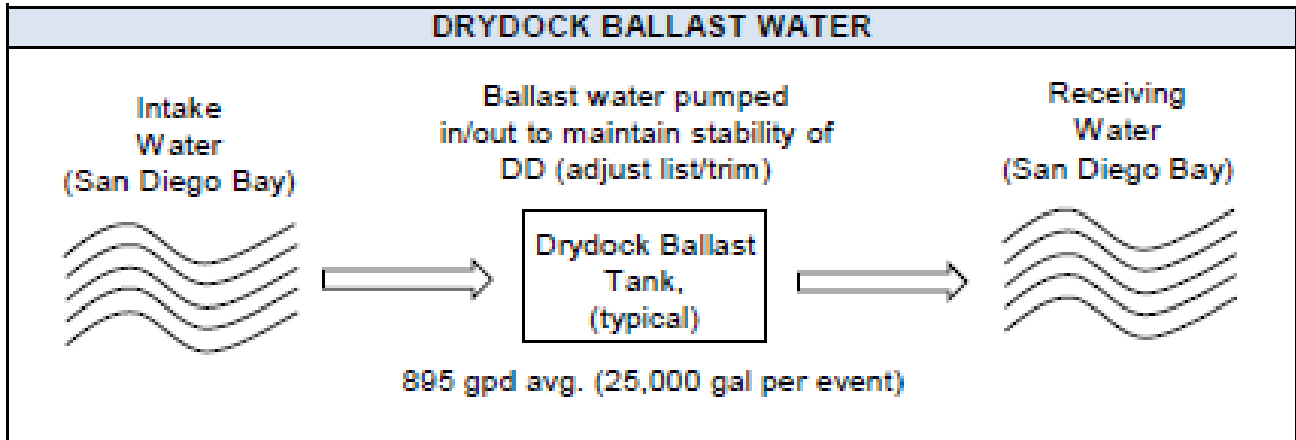 DRYDOCK BALLAST WATER
Intake
Water
(San Diego Bay)
Ballast water pumped
in/out to maintain stability of
DD (adjust list/trim)
Receiving
Water
(San Diego Bay)
Drydock Ballast
Tank,
(typical)
895 gpd avg. (25,000 gal per event)